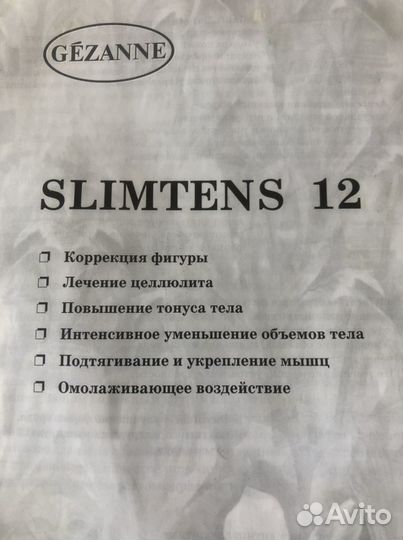 GÉZANNE
SLIMTENS 12
❒ Коррекция фигуры
❒ Лечение целлюлита
❒ Повышение тонуса тела
❒ Интенсивное уменьшение объемов тела
❒ Подтягивание и укрепление мышц
❒ Омолаживающее воздействие
Avito